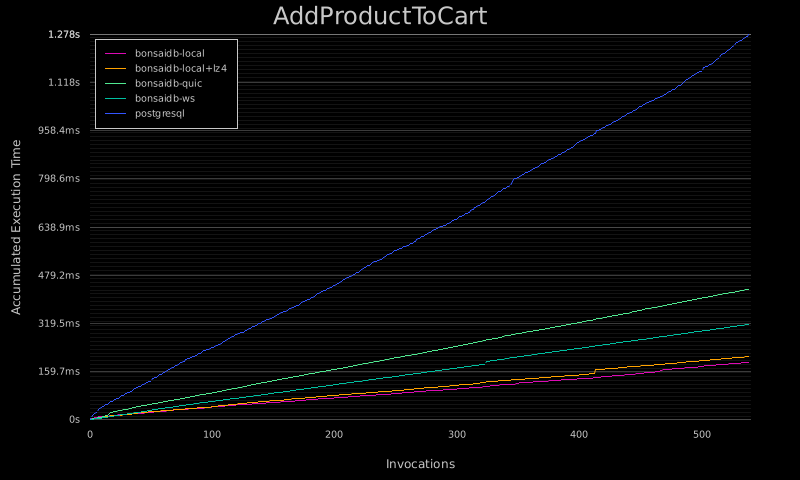 AddProductToCart
1.278s
1.118s
958.4ms
798.6ms
638.9ms
479.2ms
319.5ms
159.7ms
0s
Accumulated Execution Time
bonsaidb-local
bonsaidb-local+lz4
bonsaidb-quic
bonsaidb-ws
postgresql
0 100 200 300 400 500
Invocations